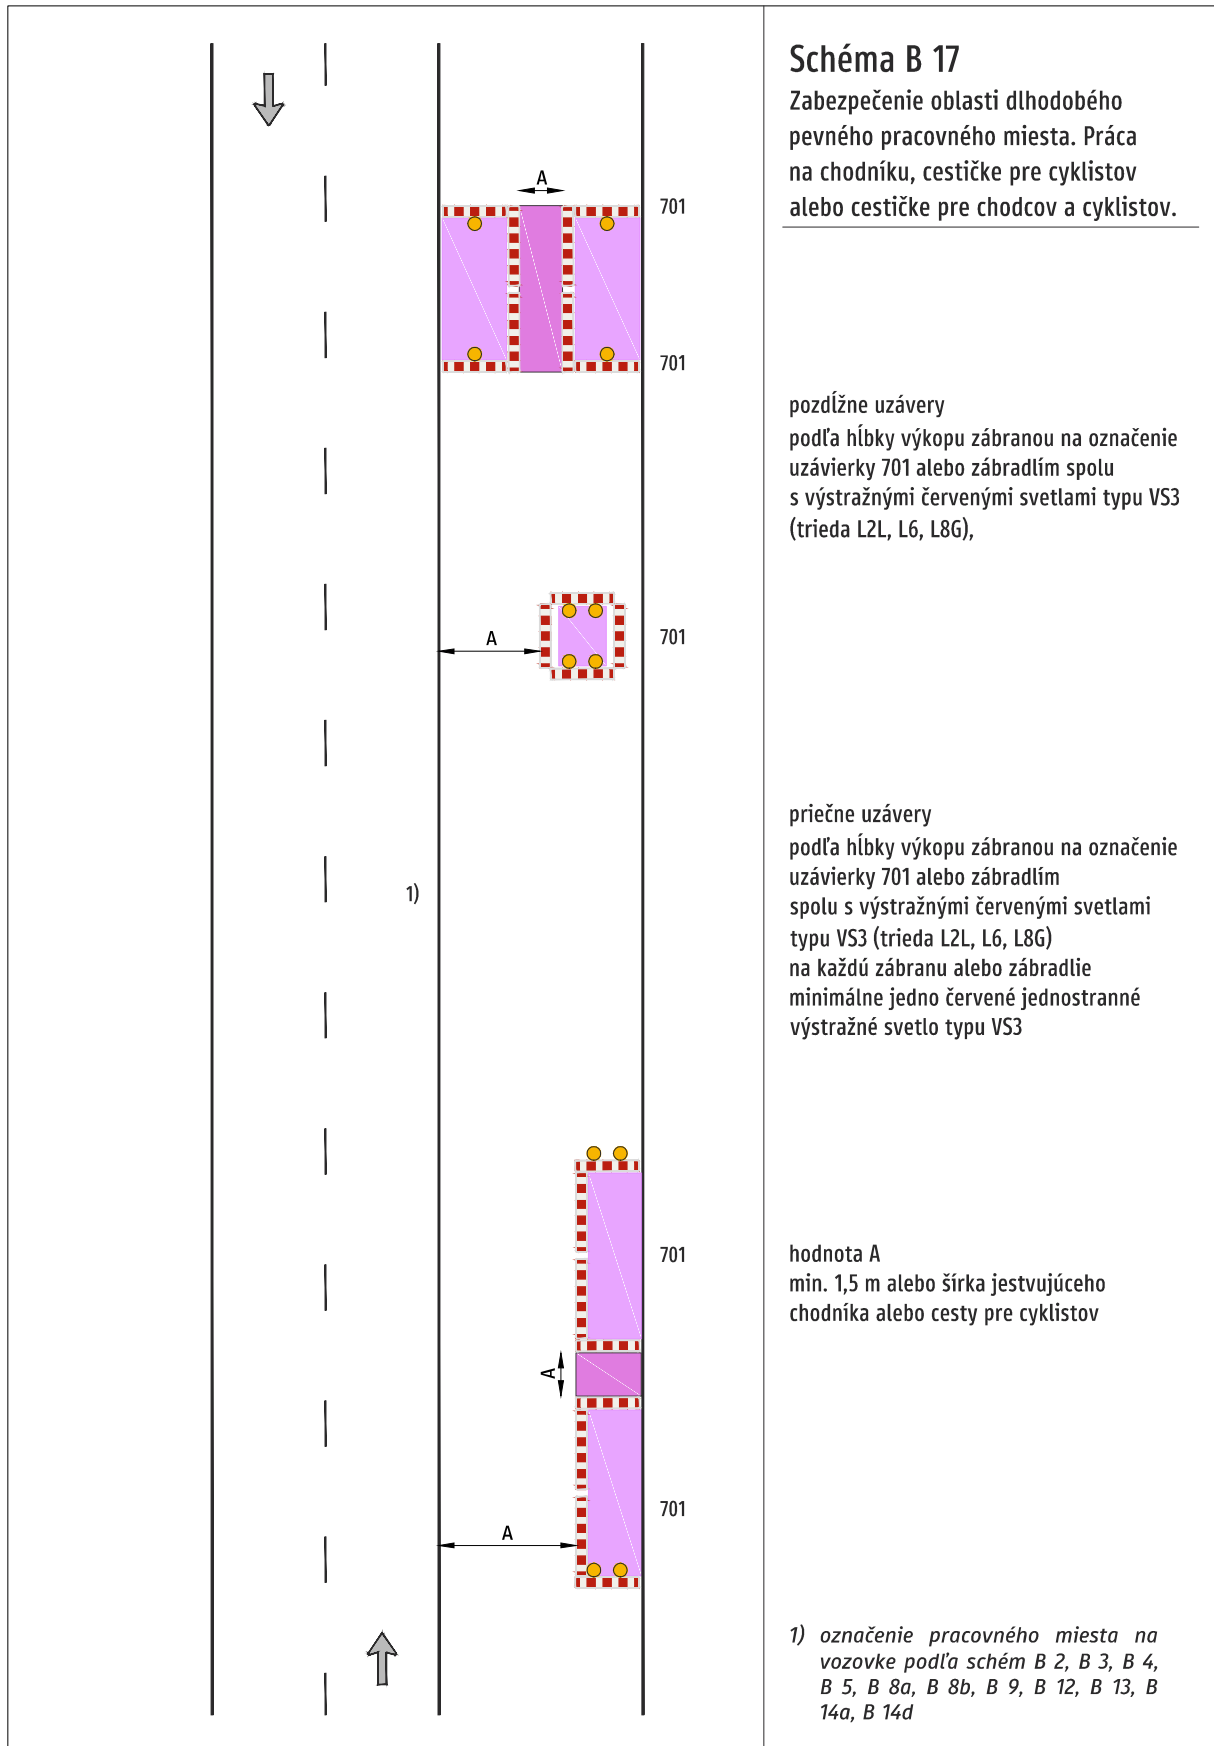 Schéma B 17
Zabezpečenie oblasti dlhodobého
pevného pracovného miesta. Práca
na chodníku, cestičke pre cyklistov
alebo cestičke pre chodcov a cyklistov.
A
701
701
pozdĺžne uzávery
podľa hĺbky výkopu zábranou na označenie
uzávierky 701 alebo zábradlím spolu
s výstražnými červenými svetlami typu VS3
(trieda L2L, L6, L8G),
A
701
priečne uzávery
podľa hĺbky výkopu zábranou na označenie
uzávierky 701 alebo zábradlím
spolu s výstražnými červenými svetlami
typu VS3 (trieda L2L, L6, L8G)
na každú zábranu alebo zábradlie
minimálne jedno červené jednostranné
výstražné svetlo typu VS3
1)
701
hodnota A
min. 1,5 m alebo šírka jestvujúceho
chodníka alebo cesty pre cyklistov
A
701
A
1) označenie pracovného miesta na
vozovke podľa schém B 2, B 3, B 4,
B 5, B 8a, B 8b, B 9, B 12, B 13, B
14a, B 14d